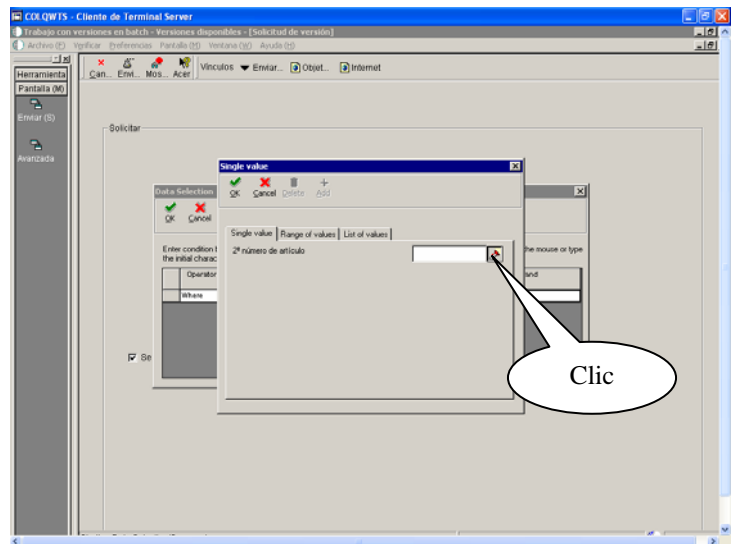 COLQWTS - Cliente de Terminal Server
Trabajo con versiones en batch - Versiones disponibles - [Solicitud de versión]
Archivo (F) Verificar Preferencias Pantalla (M) Ventana (W) Ayuda (H)
Herramienta
Can... Envi... Mos... Acer Vínculos Enviar... Objet... Internet
Pantalla (M)
Enviar (S)
Avanzada
Solicitar
Single value
OK Cancel Delete Add
Data Selection
OK Cancel
Single value Range of values List of values
2º número de artículo
Enter condition the mouse or type
the initial charac
Operator and
Where
Se
Clic